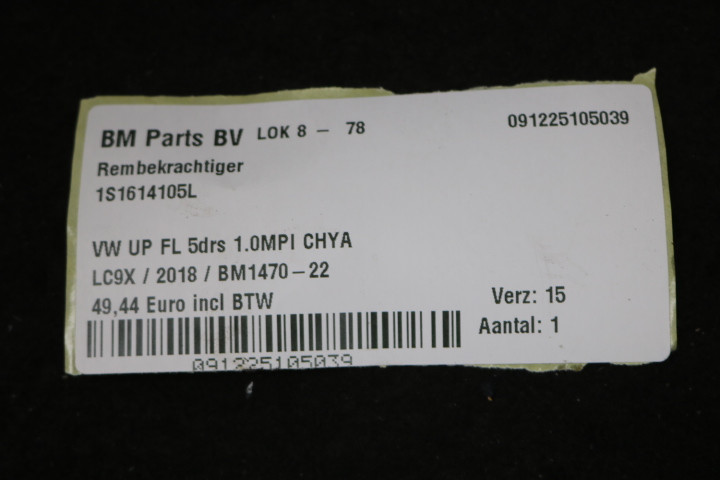 BM Parts BV LOK 8 - 78 091225105039
Rembekrachtiger
1S1614105L
VW UP FL 5drs 1.0MPI CHYA
LC9X / 2018 / BM1470-22
49,44 Euro incl BTW
Verz: 15
Aantal: 1
091225105039